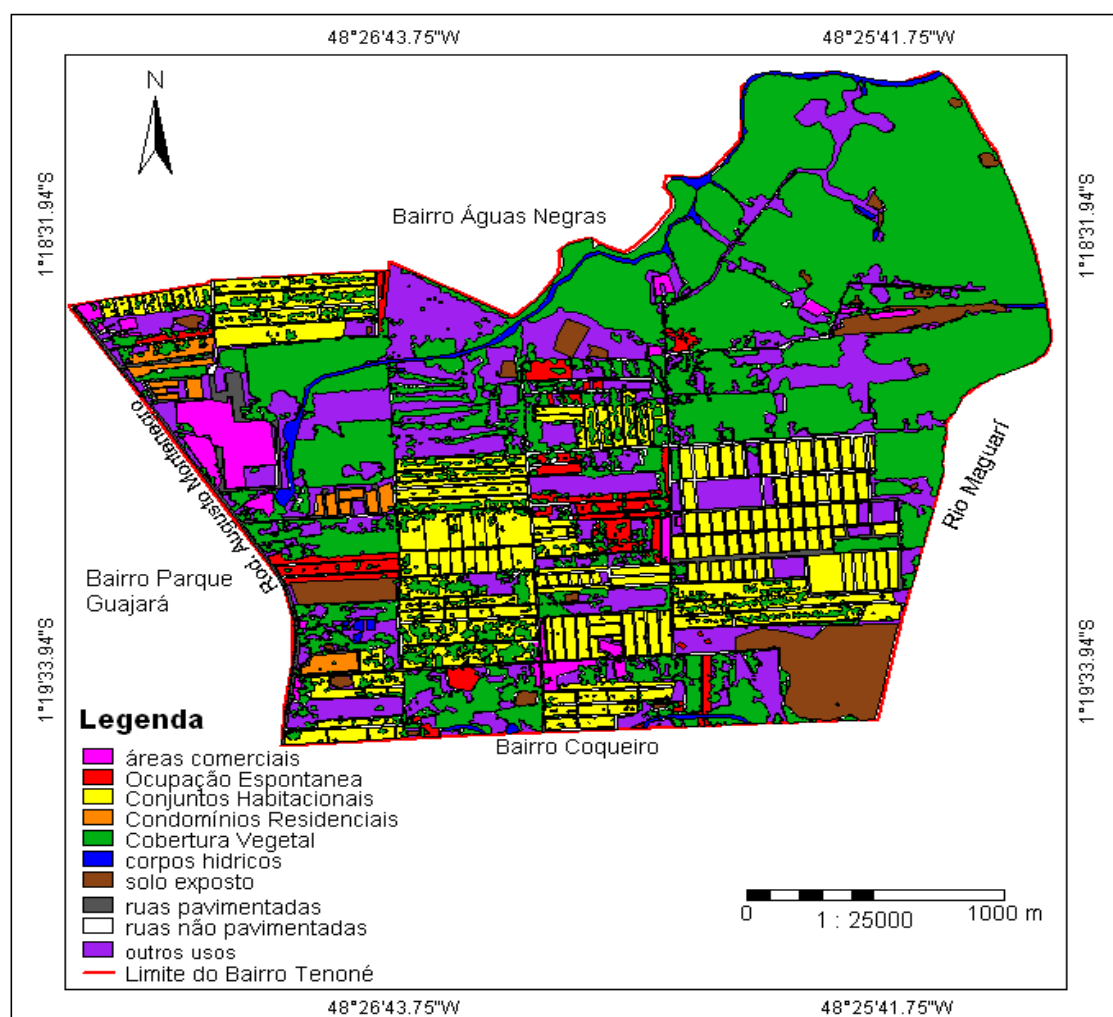 48°26'43.75"W
48°25'41.75"W
N
1°18'31.94"S
1°18'31.94"S
Bairro Águas Negras
Rod. Augusto Montenegro
Rio Maguarí
Bairro Parque
Guajará
1°19'33.94"S
1°19'33.94"S
Bairro Coqueiro
Legenda
áreas comerciais
Ocupação Espontanea
Conjuntos Habitacionais
Condomínios Residenciais
Cobertura Vegetal
corpos hídricos
solo exposto
ruas pavimentadas
ruas não pavimentadas
outros usos
Limite do Bairro Tenoné
0 1000 m
1 : 25000
48°26'43.75"W
48°25'41.75"W